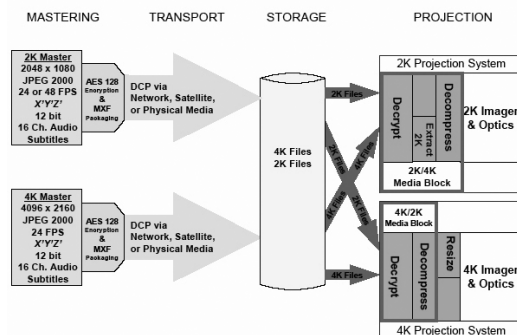 MASTERING
TRANSPORT
STORAGE
PROJECTION
2K Master
2048 x 1080
JPEG 2000
24 or 48 FPS
X'Y'Z'
12 bit
16 Ch. Audio
Subtitles
AES 128
Encryption
&
MXF
Packaging
DCP via
Network, Satellite,
or Physical Media
4K Master
4096 x 2160
JPEG 2000
24 FPS
X'Y'Z'
12 bit
16 Ch. Audio
Subtitles
AES 128
Encryption
&
MXF
Packaging
DCP via
Network, Satellite,
or Physical Media
4K Files
2K Files
2K Files
2K Files
4K Files
4K Files
2K Files
4K Files
2K Projection System
Decrypt
Extract
2K
Decompress
2K Imager
& Optics
2K/4K
Media Block
4K/2K
Media Block
Decrypt
Decompress
Resize
4K Imager
& Optics
4K Projection System